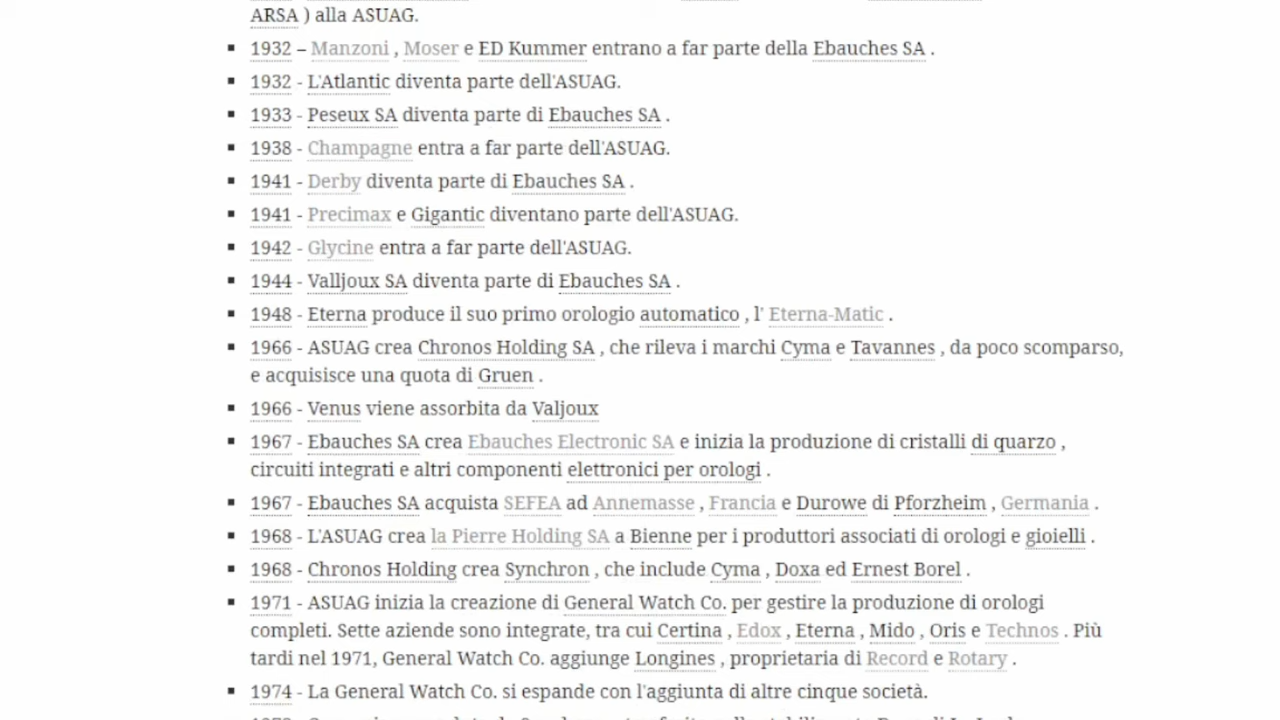 ARSA ) alla ASUAG.
▪ 1932 – Manzoni , Moser e ED Kummer entrano a far parte della Ebauches SA .
▪ 1932 - L'Atlantic diventa parte dell'ASUAG.
▪ 1933 - Peseux SA diventa parte di Ebauches SA .
▪ 1938 - Champagne entra a far parte dell'ASUAG.
▪ 1941 - Derby diventa parte di Ebauches SA .
▪ 1941 - Precimax e Gigantic diventano parte dell'ASUAG.
▪ 1942 - Glycine entra a far parte dell'ASUAG.
▪ 1944 - Valljoux SA diventa parte di Ebauches SA .
▪ 1948 - Eterna produce il suo primo orologio automatico , l' Eterna-Matic .
▪ 1966 - ASUAG crea Chronos Holding SA , che rileva i marchi Cyma e Tavannes , da poco scomparso,
e acquisisce una quota di Gruen .
▪ 1966 - Venus viene assorbita da Valjoux
▪ 1967 - Ebauches SA crea Ebauches Electronic SA e inizia la produzione di cristalli di quarzo ,
circuiti integrati e altri componenti elettronici per orologi .
▪ 1967 - Ebauches SA acquista SEFEA ad Annemasse , Francia e Durowe di Pforzheim , Germania .
▪ 1968 - L'ASUAG crea la Pierre Holding SA a Bienne per i produttori associati di orologi e gioielli .
▪ 1968 - Chronos Holding crea Synchron , che include Cyma , Doxa ed Ernest Borel .
▪ 1971 - ASUAG inizia la creazione di General Watch Co. per gestire la produzione di orologi
completi. Sette aziende sono integrate, tra cui Certina , Edox , Eterna , Mido , Oris e Technos . Più
tardi nel 1971, General Watch Co. aggiunge Longines , proprietaria di Record e Rotary .
▪ 1974 - La General Watch Co. si espande con l'aggiunta di altre cinque società.